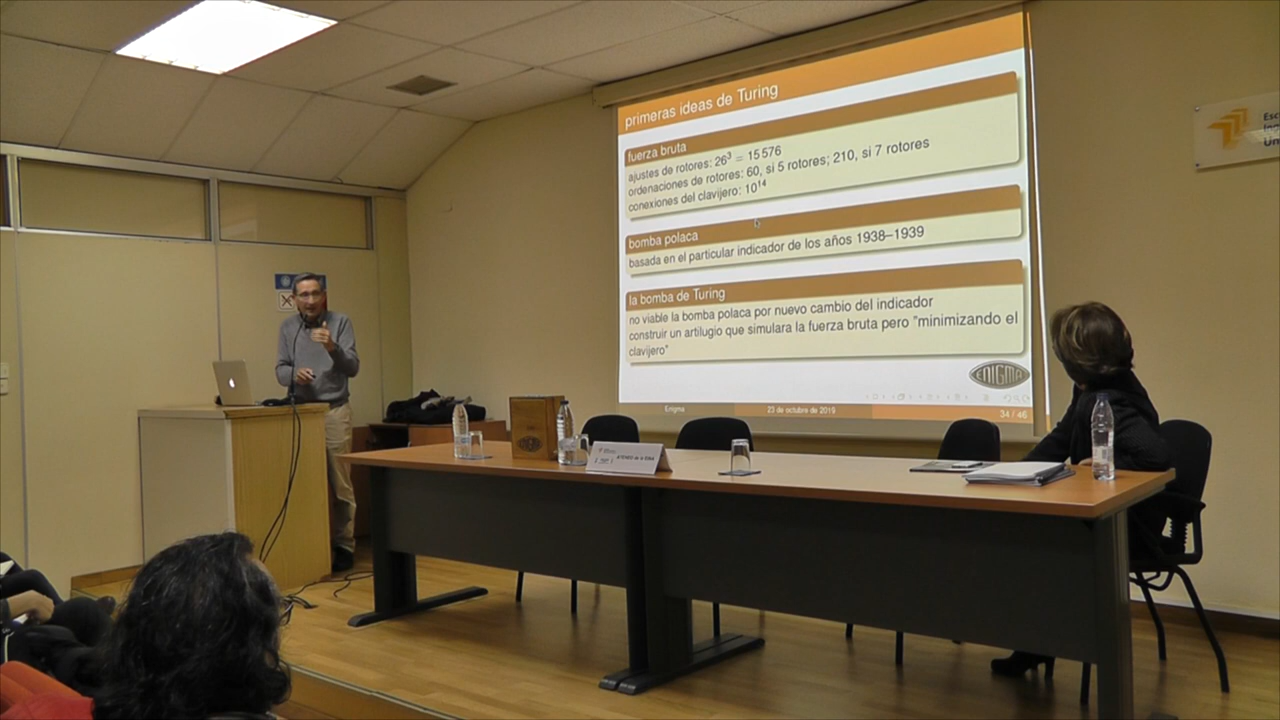 primeras ideas de Turing
fuerza bruta
ajustes de rotores: 26³ = 15 576
ordenaciones de rotores: 60, si 5 rotores; 210, si 7 rotores
conexiones del clavijero: 10¹⁴
bomba polaca
basada en el particular indicador de los años 1938–1939
la bomba de Turing
no viable la bomba polaca por nuevo cambio del indicador
construir un artilugio que simulara la fuerza bruta pero "minimizando el
clavijero"
ENIGMA
Enigma
23 de octubre de 2019
34 / 46